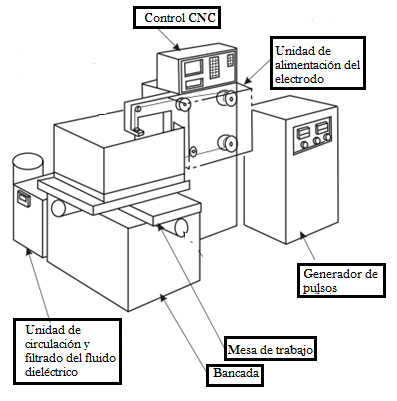 Control CNC
Unidad de
alimentación del
electrodo
Generador de
pulsos
Unidad de
circulación y
filtrado del fluido
dieléctrico
Mesa de trabajo
Bancada